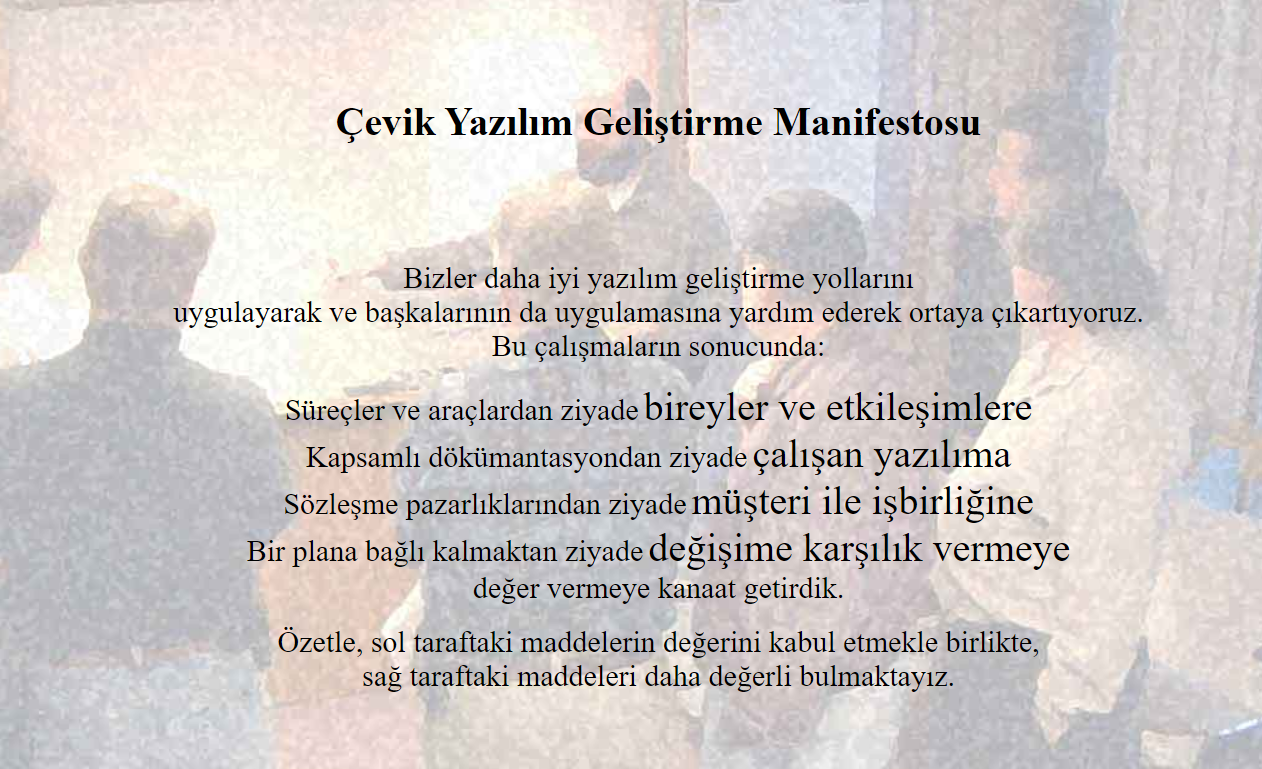 Çevik Yazılım Geliştirme Manifestosu
Bizler daha iyi yazılım geliştirme yollarını
uygulayarak ve başkalarının da uygulamasına yardım ederek ortaya çıkartıyoruz.
Bu çalışmaların sonucunda:
Süreçler ve araçlardan ziyade bireyler ve etkileşimlere
Kapsamlı dökümantasyondan ziyade çalışan yazılıma
Sözleşme pazarlıklarından ziyade müşteri ile işbirliğine
Bir plana bağlı kalmaktan ziyade değişime karşılık vermeye
değer vermeye kanaat getirdik.
Özetle, sol taraftaki maddelerin değerini kabul etmekle birlikte,
sağ taraftaki maddeleri daha değerli bulmaktayız.